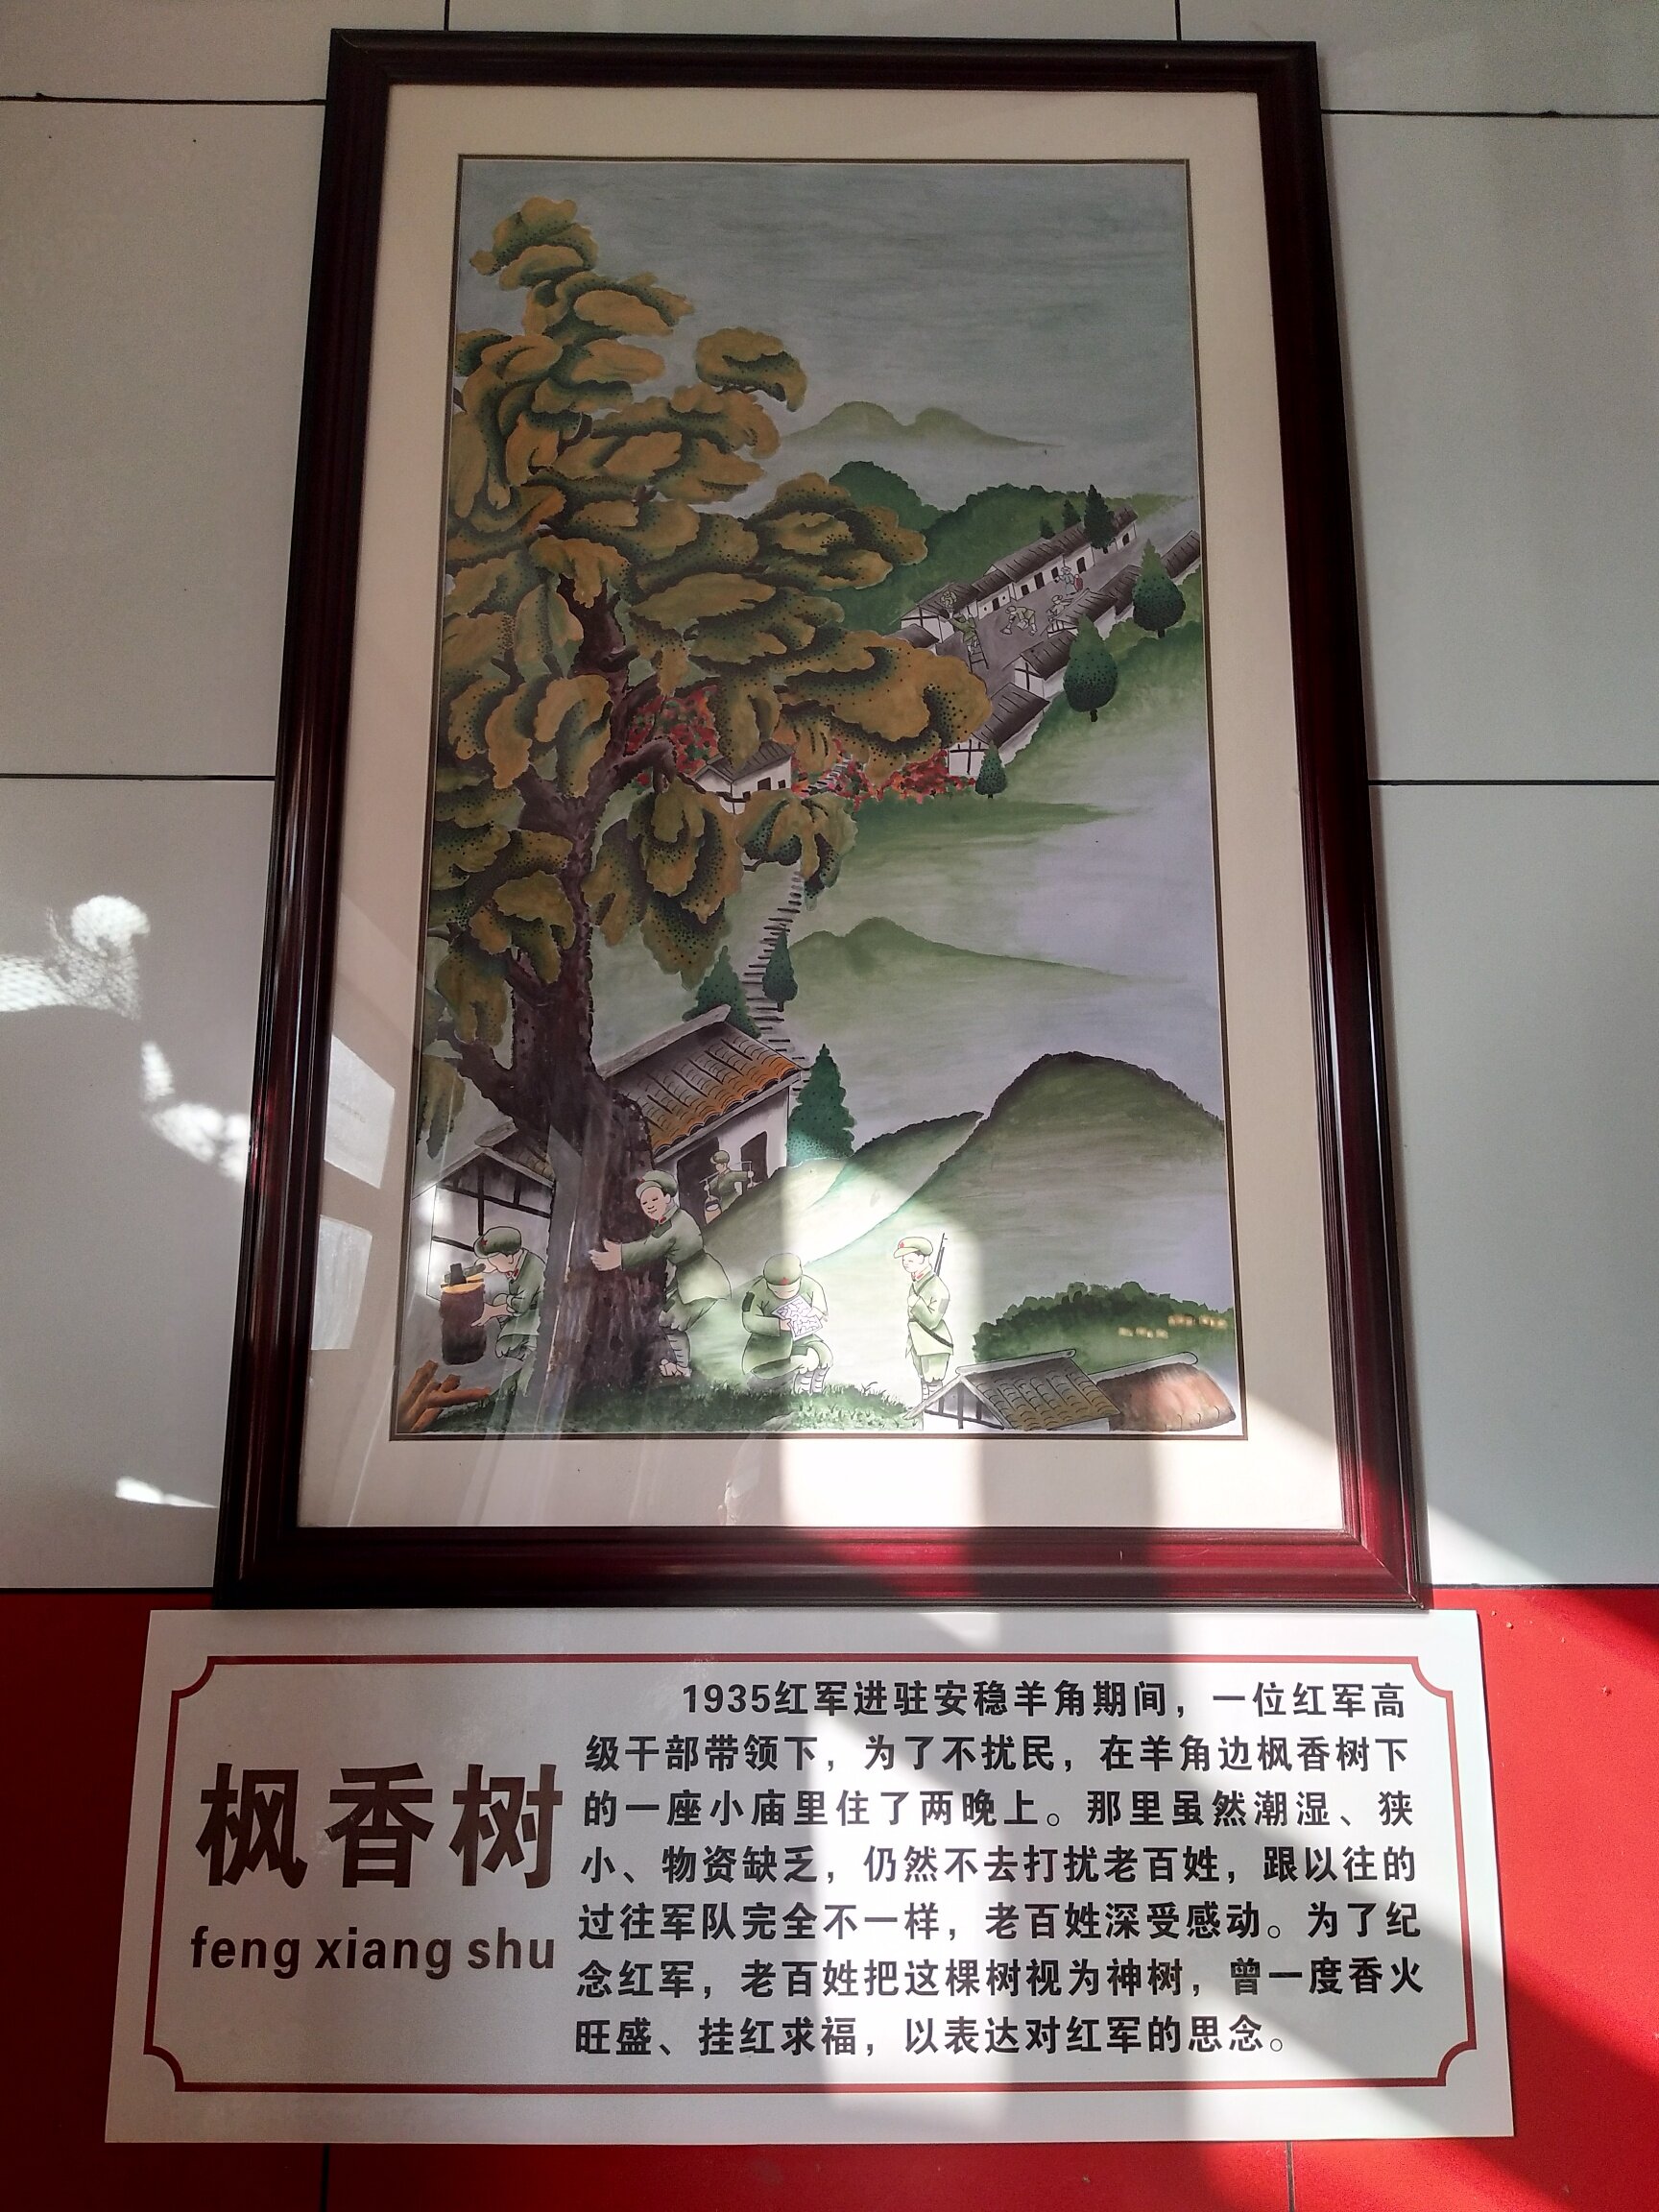 枫香树
feng xiang shu
1935红军进驻安稳羊角期间，一位红军高
级干部带领下，为了不扰民，在羊角边枫香树下
的一座小庙里住了两晚上。那里虽然潮湿、狭
小、物资缺乏，仍然不去打扰老百姓，跟以往的
过往军队完全不一样，老百姓深受感动。为了纪
念红军，老百姓把这棵树视为神树，曾一度香火
旺盛、挂红求福，以表达对红军的思念。